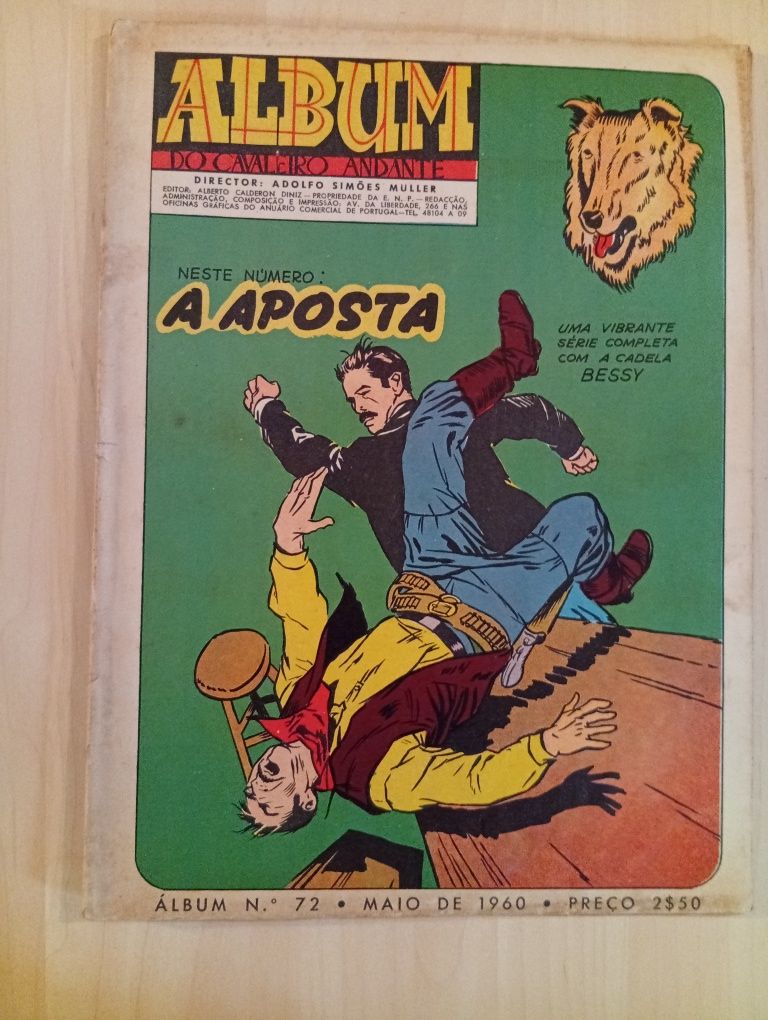 ALBUM
DO CAVALEIRO ANDANTE
DIRECTOR: ADOLFO SIMÕES MULLER
EDITOR: ALBERTO CALDERON DINIZ — PROPRIEDADE DA E. N. P. — REDACÇÃO,
ADMINISTRAÇÃO, COMPOSIÇÃO E IMPRESSÃO: AV. DA LIBERDADE, 266 E NAS
OFICINAS GRÁFICAS DO ANUÁRIO COMERCIAL DE PORTUGAL—TEL. 48104 A 09
NESTE NÚMERO:
A APOSTA
UMA VIBRANTE
SÉRIE COMPLETA
COM A CADELA
BESSY
ÁLBUM N.º 72 • MAIO DE 1960 • PREÇO 2$50